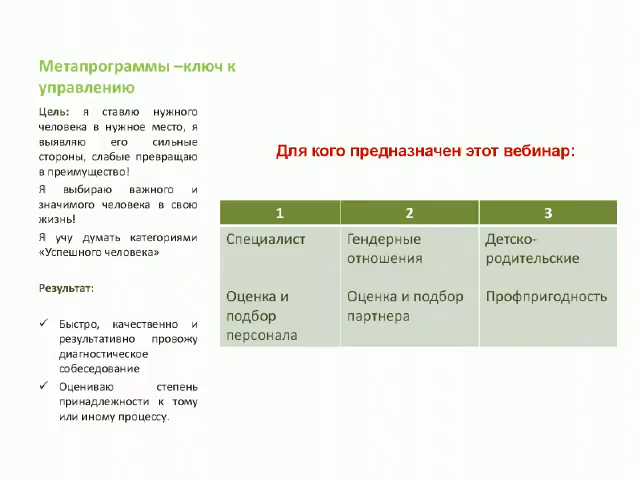 Метапрограммы –ключ к
управлению
Цель: я ставлю нужного
человека в нужное место, я
выявляю его сильные
стороны, слабые превращаю
в преимущество!
Я выбираю важного и
значимого человека в свою
жизнь!
Я учу думать категориями
«Успешного человека»
Результат:
✓ Быстро, качественно и
результативно провожу
диагностическое
собеседование
✓ Оцениваю степень
принадлежности к тому
или иному процессу.
Для кого предназначен этот вебинар:
1 2 3
Специалист Гендерные Детско-
отношения родительские
Оценка и Оценка и подбор Профпригодность
подбор партнера
персонала